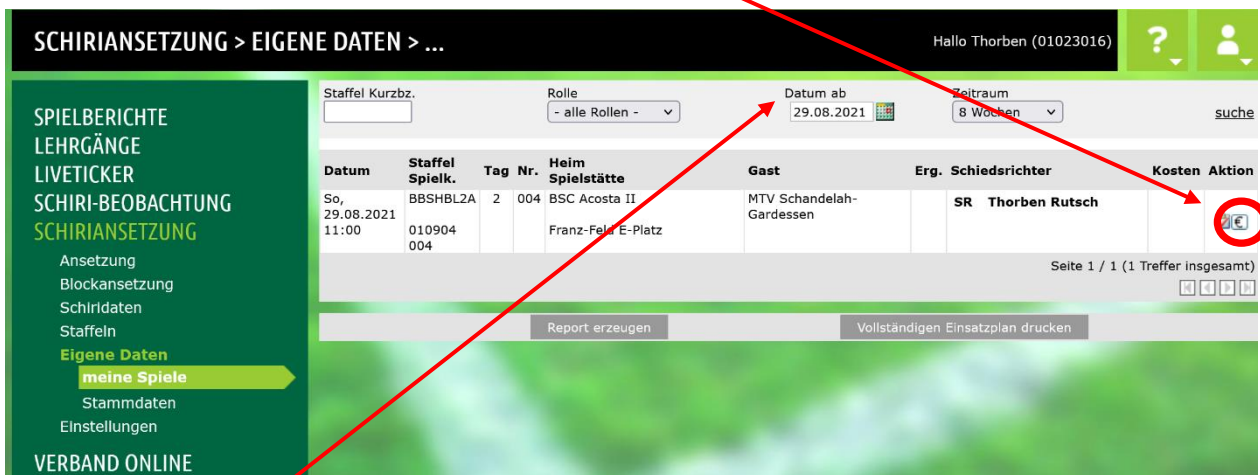 SCHIRIANSETZUNG > EIGENE DATEN > ...
Hallo Thorben (01023016)
?
SPIELBERICHTE
LEHRGÄNGE
LIVETICKER
SCHIRI-BEOBACHTUNG
SCHIRIANSETZUNG
Ansetzung
Blockansetzung
Schiridaten
Staffeln
Eigene Daten
meine Spiele
Stammdaten
Einstellungen
VERBAND ONLINE
Staffel Kurzbz. Rolle Datum ab Zeitraum
- alle Rollen - 29.08.2021 8 Wochen suche
Datum Staffel Spielk. Tag Nr. Heim Spielstätte Gast Erg. Schiedsrichter Kosten Aktion
So, BBSHBL2A 2 004 BSC Acosta II MTV Schandelah- SR Thorben Rutsch
29.08.2021 Gardessen
11:00 010904 Franz-Feld E-Platz €
004
Seite 1 / 1 (1 Treffer insgesamt)
Report erzeugen Vollständigen Einsatzplan drucken